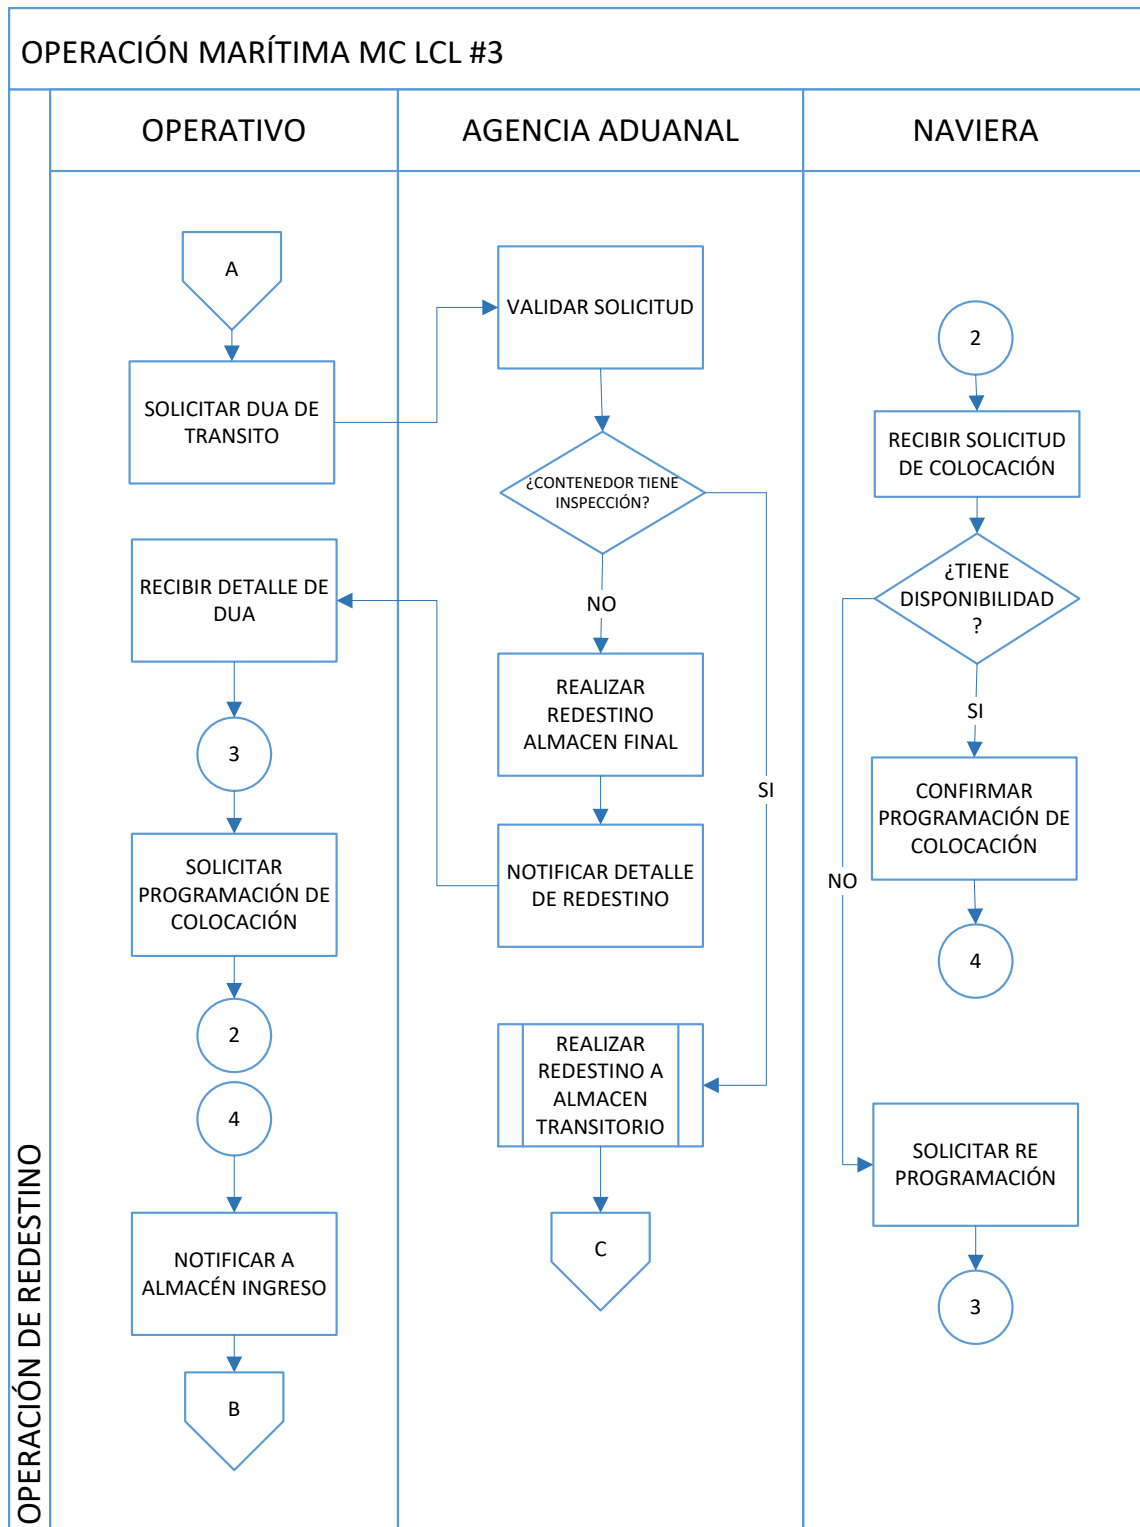 OPERACIÓN MARÍTIMA MC LCL #3
OPERACIÓN DE REDESTINO
OPERATIVO
AGENCIA ADUANAL
NAVIERA
A
SOLICITAR DUA DE
TRANSITO
RECIBIR DETALLE DE
DUA
3
SOLICITAR
PROGRAMACIÓN DE
COLOCACIÓN
2
4
NOTIFICAR A
ALMACÉN INGRESO
B
VALIDAR SOLICITUD
¿CONTENEDOR TIENE
INSPECCIÓN?
NO
REALIZAR
REDESTINO
ALMACEN FINAL
SI
NOTIFICAR DETALLE
DE REDESTINO
REALIZAR
REDESTINO A
ALMACEN
TRANSITORIO
C
2
RECIBIR SOLICITUD
DE COLOCACIÓN
¿TIENE
DISPONIBILIDAD
?
SI
CONFIRMAR
PROGRAMACIÓN DE
COLOCACIÓN
NO
4
SOLICITAR RE
PROGRAMACIÓN
3